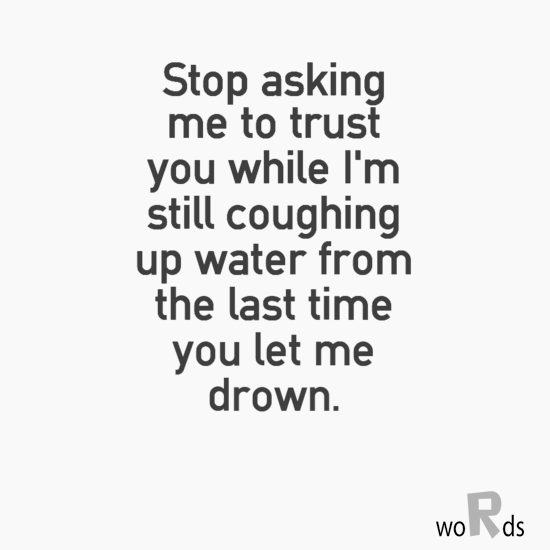 Stop asking
me to trust
you while I'm
still coughing
up water from
the last time
you let me
drown.
woRds